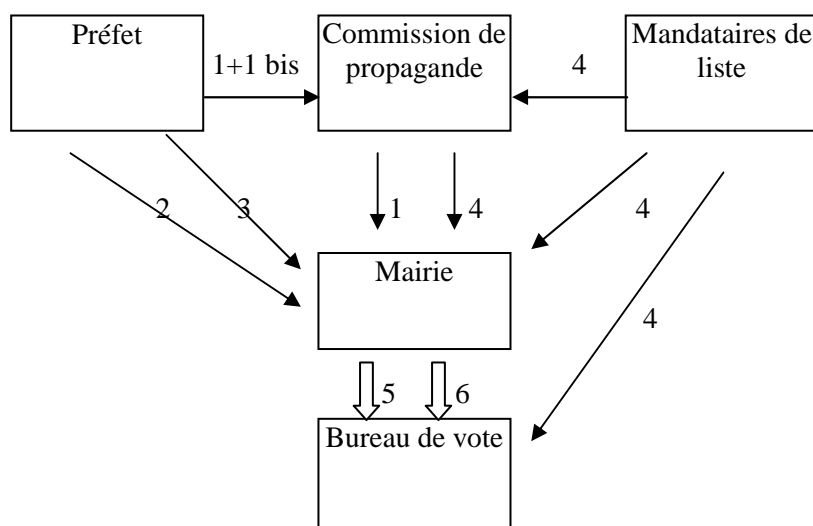 Préfet
Commission de
propagande
Mandataires de
liste
1+1 bis
4
2
3
1
4
4
Mairie
4
5
6
Bureau de vote